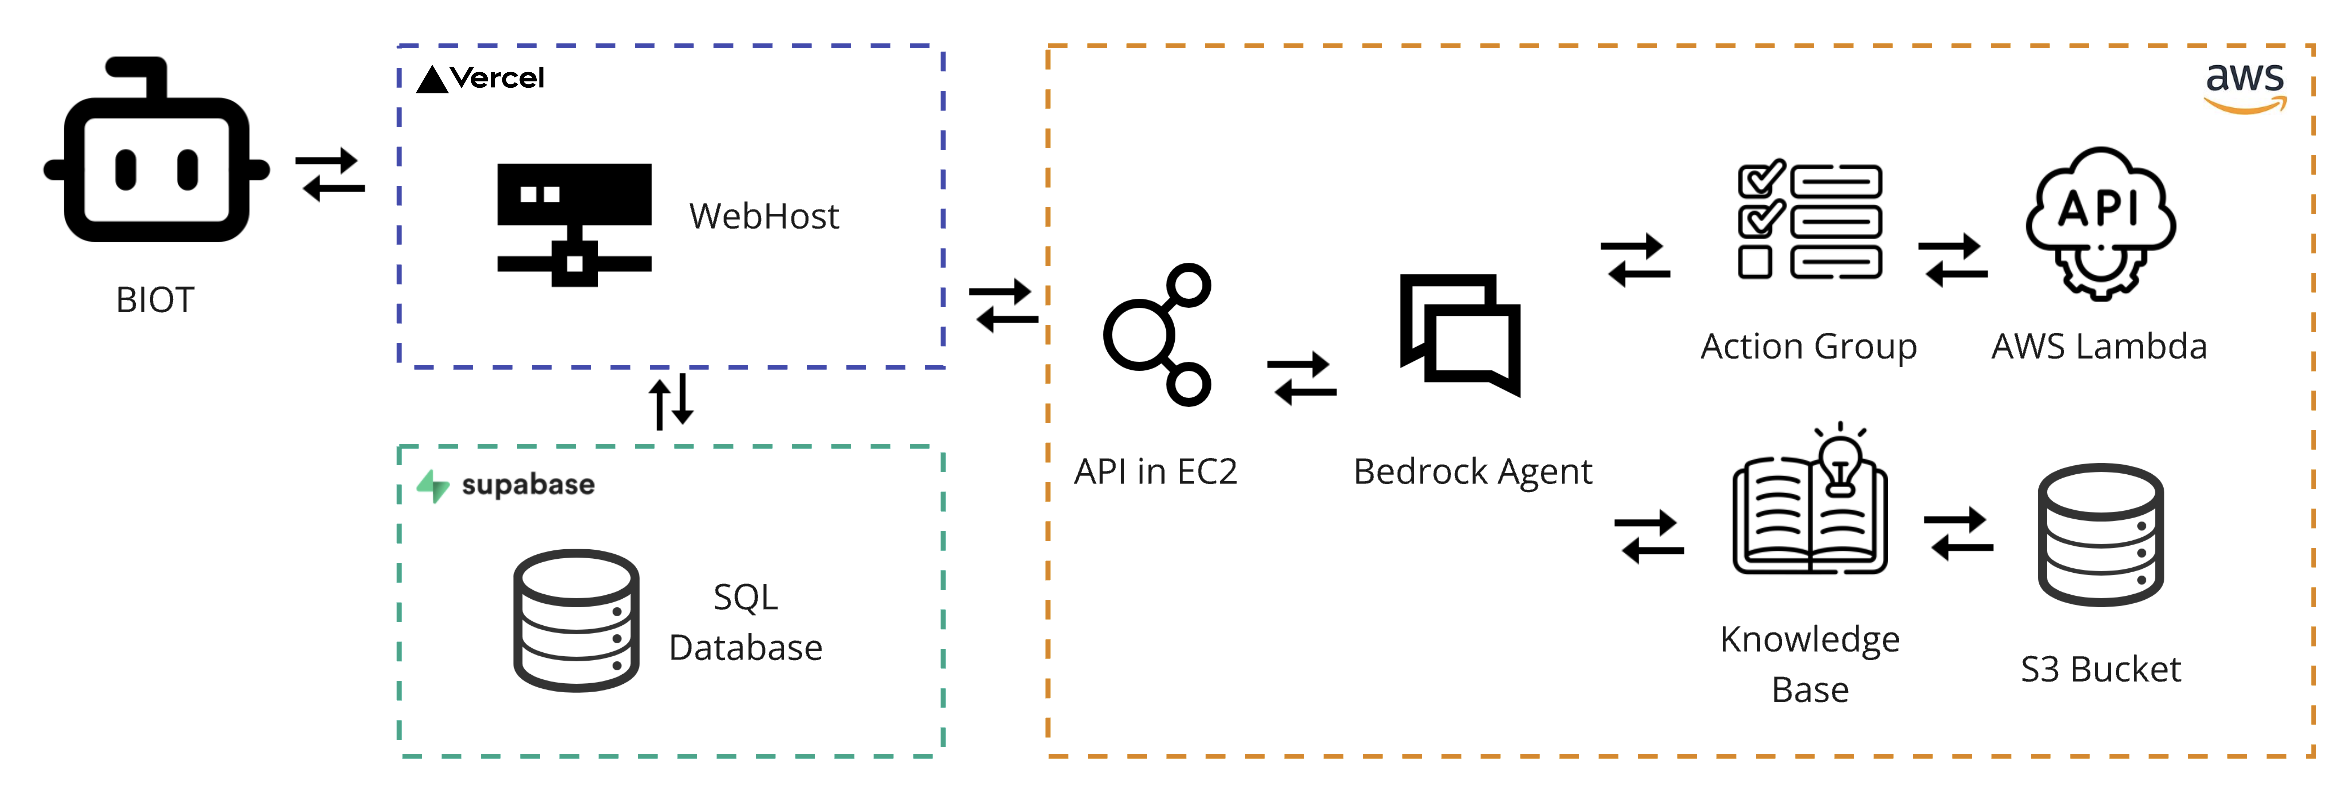 BIOT
Vercel
WebHost
supabase
SQL
Database
aws
API in EC2
Bedrock Agent
Action Group
API
AWS Lambda
Knowledge
Base
S3 Bucket